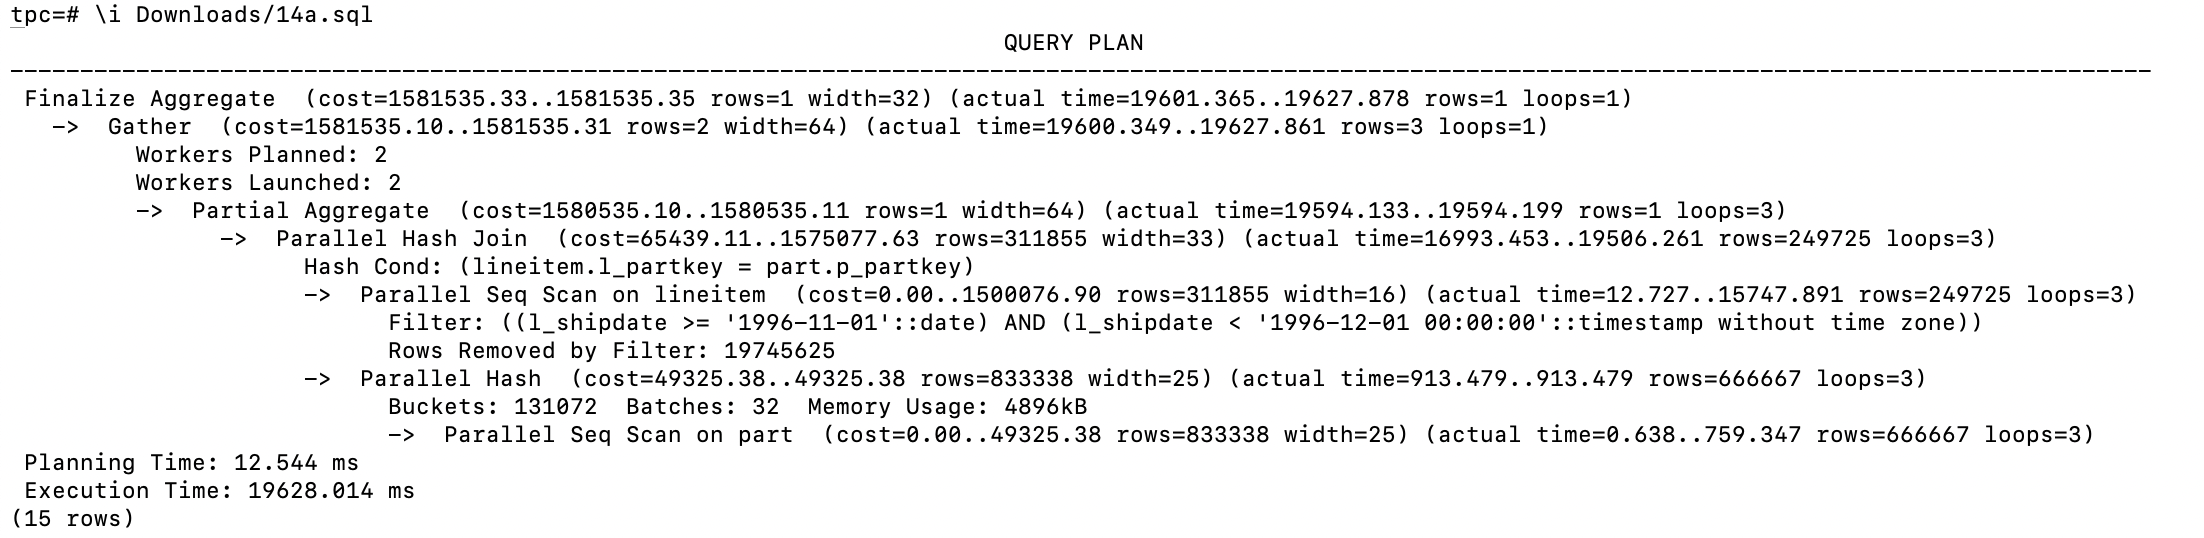 tpc=# \i Downloads/14a.sql
QUERY PLAN
---------------------------------------------------------------------------------------------------------------------------------------------------------
Finalize Aggregate  (cost=1581535.33..1581535.35 rows=1 width=32) (actual time=19601.365..19627.878 rows=1 loops=1)
->  Gather  (cost=1581535.10..1581535.31 rows=2 width=64) (actual time=19600.349..19627.861 rows=3 loops=1)
Workers Planned: 2
Workers Launched: 2
->  Partial Aggregate  (cost=1580535.10..1580535.11 rows=1 width=64) (actual time=19594.133..19594.199 rows=1 loops=3)
->  Parallel Hash Join  (cost=65439.11..1575077.63 rows=311855 width=33) (actual time=16993.453..19506.261 rows=249725 loops=3)
Hash Cond: (lineitem.l_partkey = part.p_partkey)
->  Parallel Seq Scan on lineitem  (cost=0.00..1500076.90 rows=311855 width=16) (actual time=12.727..15747.891 rows=249725 loops=3)
Filter: ((l_shipdate >= '1996-11-01'::date) AND (l_shipdate < '1996-12-01 00:00:00'::timestamp without time zone))
Rows Removed by Filter: 19745625
->  Parallel Hash  (cost=49325.38..49325.38 rows=833338 width=25) (actual time=913.479..913.479 rows=666667 loops=3)
Buckets: 131072  Batches: 32  Memory Usage: 4896kB
->  Parallel Seq Scan on part  (cost=0.00..49325.38 rows=833338 width=25) (actual time=0.638..759.347 rows=666667 loops=3)
Planning Time: 12.544 ms
Execution Time: 19628.014 ms
(15 rows)